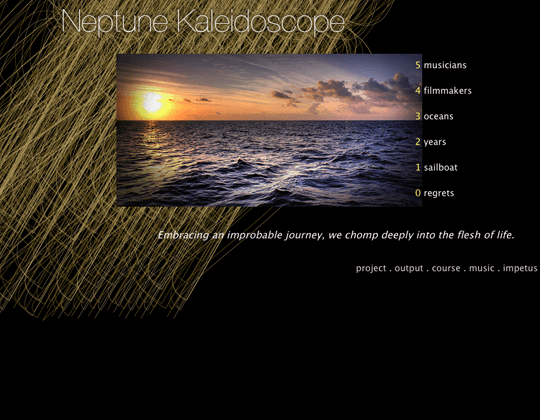 Neptune Kaleidoscope
5 musicians
4 filmmakers
3 oceans
2 years
1 sailboat
0 regrets
Embracing an improbable journey, we chomp deeply into the flesh of life.
project . output . course . music . impetus